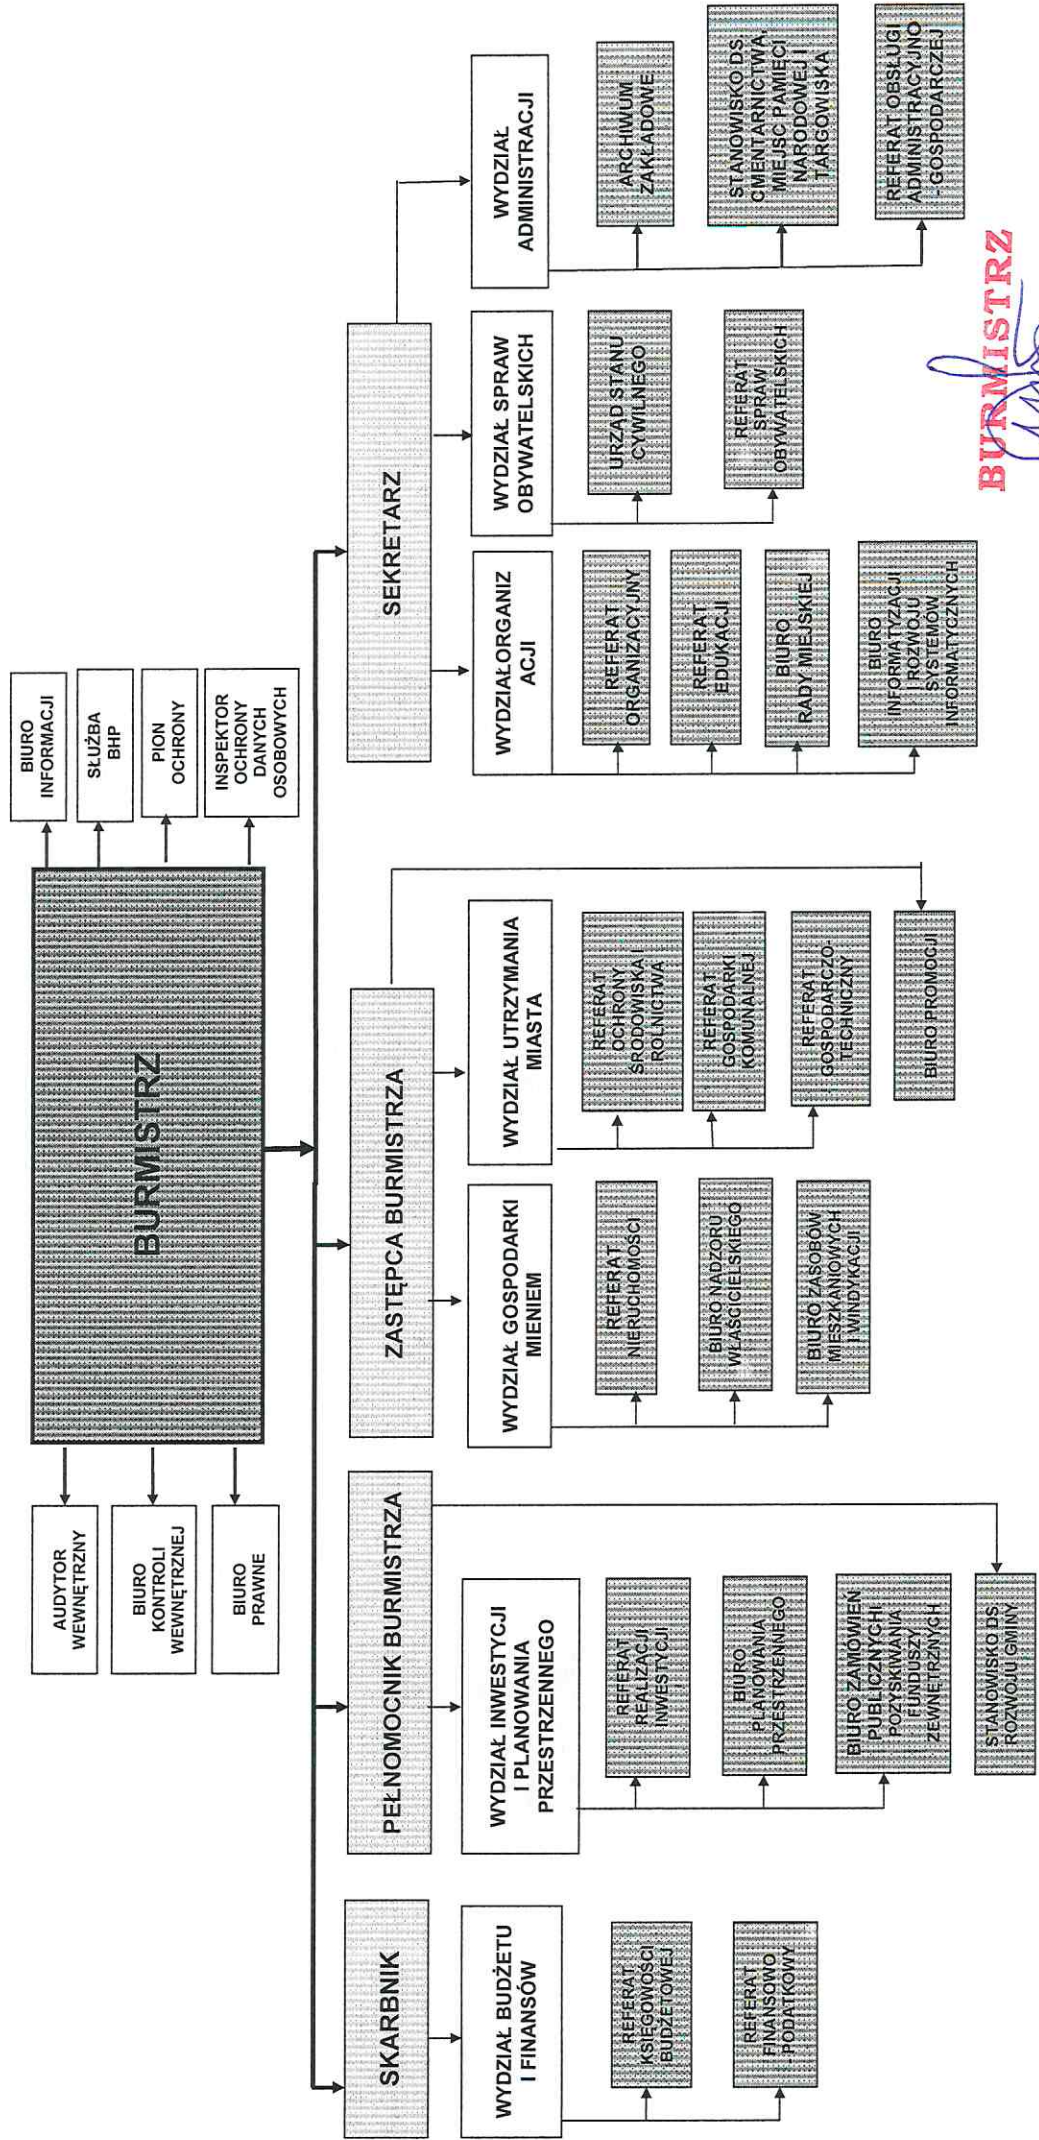 BURMISTRZ
AUDYTOR
WEWNĘTRZNY
BIURO
KONTROLI
WEWNĘTRZNEJ
BIURO
PRAWNE
BIURO
INFORMACJI
SŁUŻBA
BHP
PION
OCHRONY
INSPEKTOR
OCHRONY
DANYCH
OSOBOWYCH
SKARBNIK
WYDZIAŁ BUDŻETU
I FINANSÓW
REFERAT
KSIĘGOWOŚCI
BUDŻETOWEJ
REFERAT
FINANSOWO
- PODATKOWY
PEŁNOMOCNIK BURMISTRZA
WYDZIAŁ INWESTYCJI
I PLANOWANIA
PRZESTRZENEGO
REFERAT
REALIZACJI
INWESTYCJI
BIURO
PLANOWANIA
PRZESTRZENNEGO
BIURO ZAMÓWIEŃ
PUBLICZNYCH I
POZYSKIWANIA
FUNDUSZY
ZEWNĘTRZNYCH
STANOWISKO DS.
ROZWOJU GMINY
ZASTĘPCA BURMISTRZA
WYDZIAŁ GOSPODARKI
MIENIEM
REFERAT
NIERUCHOMOŚCI
BIURO NADZORU
WŁAŚCICIELSKIEGO
BIURO ZASOBÓW
MIESZKANIOWYCH
I WINDYKACJI
WYDZIAŁ UTRZYMANIA
MIASTA
REFERAT
OCHRONY
ŚRODOWISKA I
ROLNICTWA
REFERAT
GOSPODARKI
KOMUNALNEJ
REFERAT
GOSPODARCZO-
TECHNICZNY
BIURO PROMOCJI
SEKRETARZ
WYDZIAŁORGANIZ
ACJI
REFERAT
ORGANIZACYJNY
REFERAT
EDUKACJI
BIURO
RADY MIEJSKIEJ
BIURO
INFORMATYZACJI
I ROZWOJU
SYSTEMÓW
INFORMATYCZNYCH
WYDZIAŁ SPRAW
OBYWATELSKICH
URZĄD STANU
CYWILNEGO
REFERAT
SPRAW
OBYWATELSKICH
WYDZIAŁ
ADMINISTRACJI
ARCHIWUM
ZAKŁADOWE
STANOWISKO DS.
CMENTARNICTWA,
MIEJSC PAMIĘCI
NARODOWEJ I
TARGOWISKA
REFERAT OBSŁUGI
ADMINISTRACYJNO
- GOSPODARCZEJ
BURMISTRZ